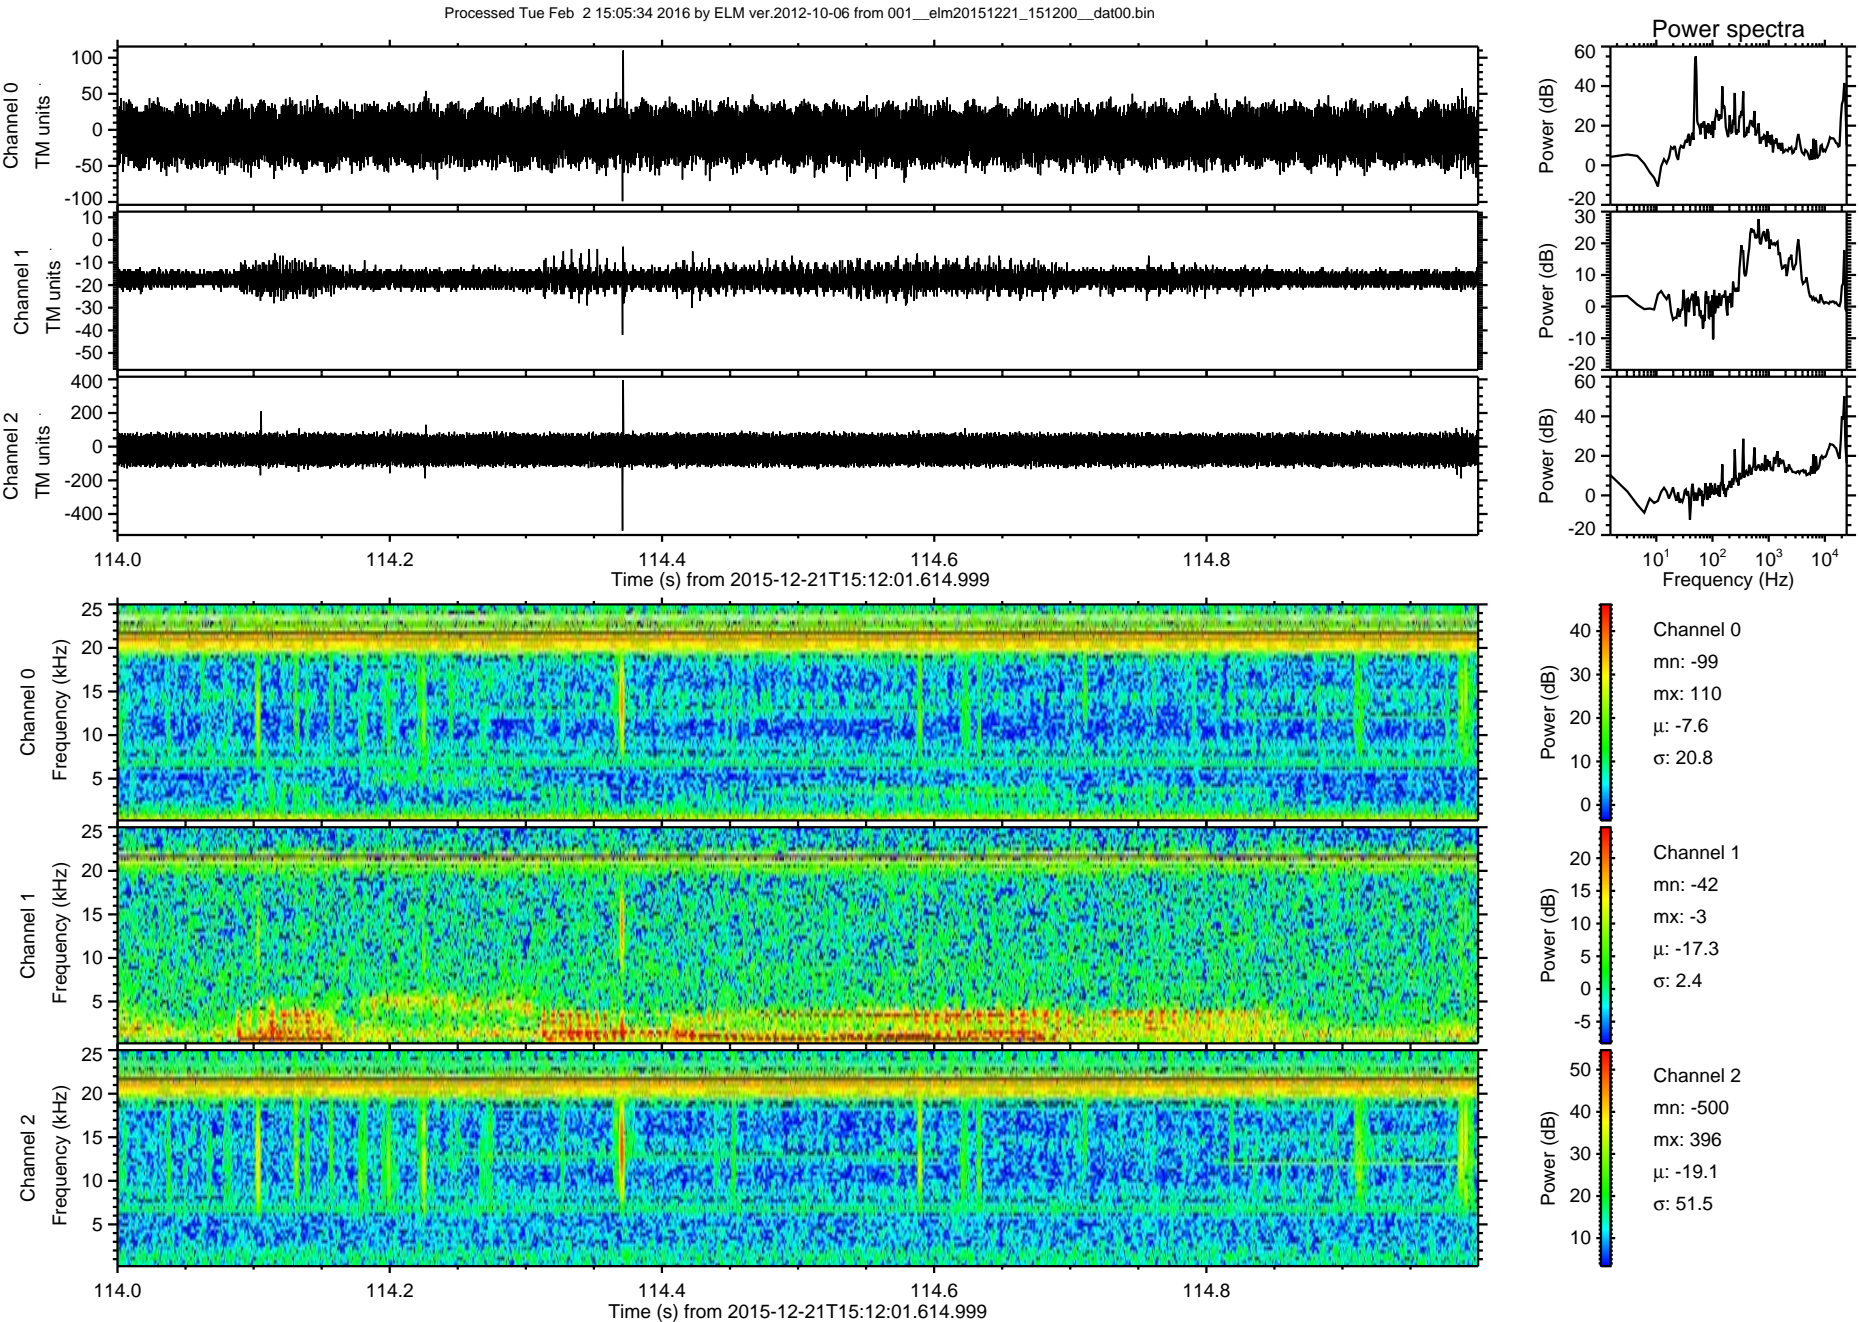 Processed Tue Feb  2 15:05:34 2016 by ELM ver.2012-10-06 from 001__elm20151221_151200__dat00.bin
Power spectra
Channel 0
TM units
100
50
0
-50
-100
Power (dB)
60
40
20
0
-20
Channel 1
TM units
10
0
-10
-20
-30
-40
-50
Power (dB)
30
20
10
0
-10
-20
Channel 2
TM units
400
200
0
-200
-400
Power (dB)
60
40
20
0
-20
114.0 114.2 114.4 114.6 114.8
Time (s) from 2015-12-21T15:12:01.614.999
10^1 10^2 10^3 10^4
Frequency (Hz)
Channel 0
Frequency (kHz)
25
20
15
10
5
Power (dB)
40
30
20
10
0
Channel 0
mn: -99
mx: 110
μ: -7.6
σ: 20.8
Channel 1
Frequency (kHz)
25
20
15
10
5
Power (dB)
20
15
10
5
0
-5
Channel 1
mn: -42
mx: -3
μ: -17.3
σ: 2.4
Channel 2
Frequency (kHz)
25
20
15
10
5
Power (dB)
50
40
30
20
10
Channel 2
mn: -500
mx: 396
μ: -19.1
σ: 51.5
114.0 114.2 114.4 114.6 114.8
Time (s) from 2015-12-21T15:12:01.614.999